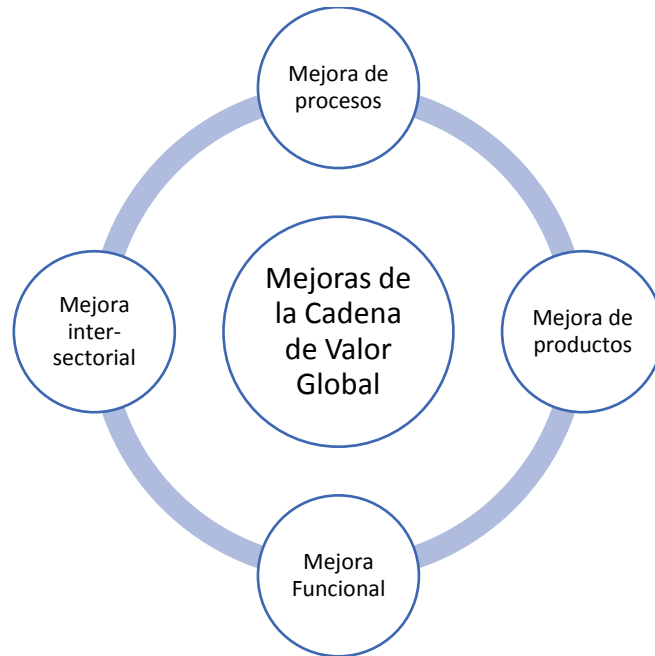 Mejora de
procesos
Mejoras de
la Cadena
de Valor
Global
Mejora
inter-
sectorial
Mejora de
productos
Mejora
Funcional